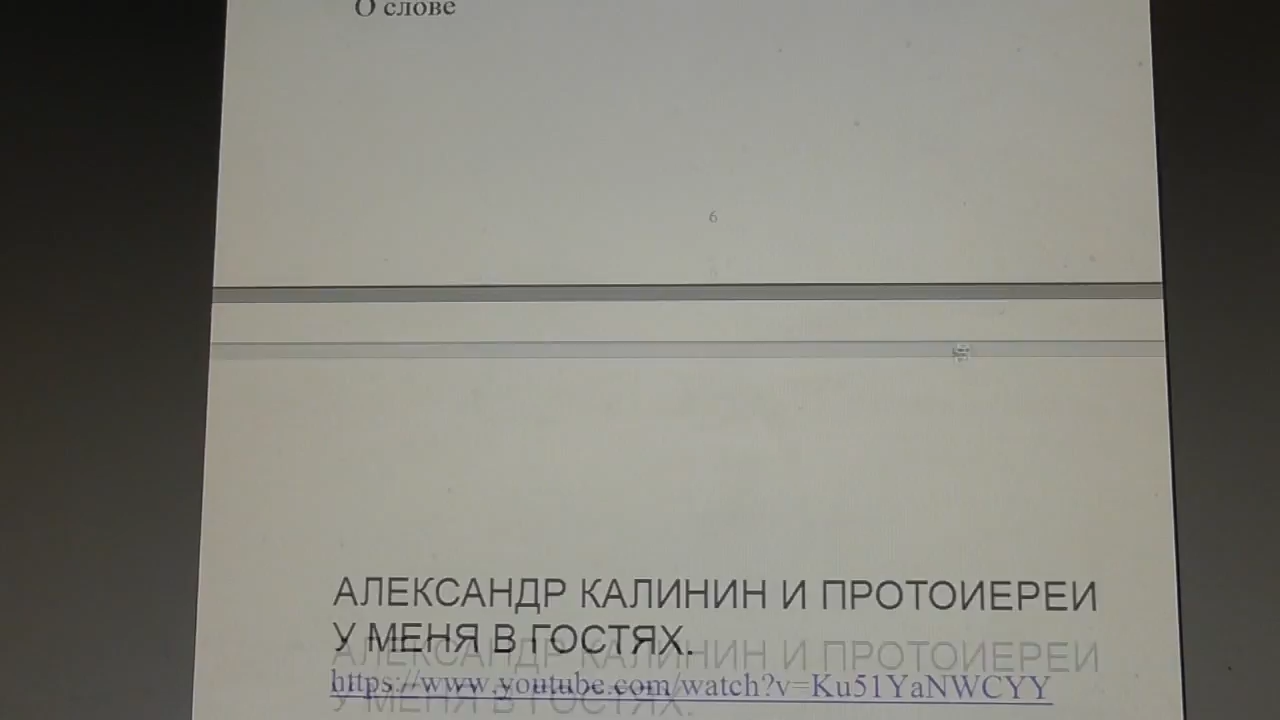 О слове
6
АЛЕКСАНДР КАЛИНИН И ПРОТОИЕРЕИ
У МЕНЯ В ГОСТЯХ.
https://www.youtube.com/watch?v=Ku51YaNWCYY